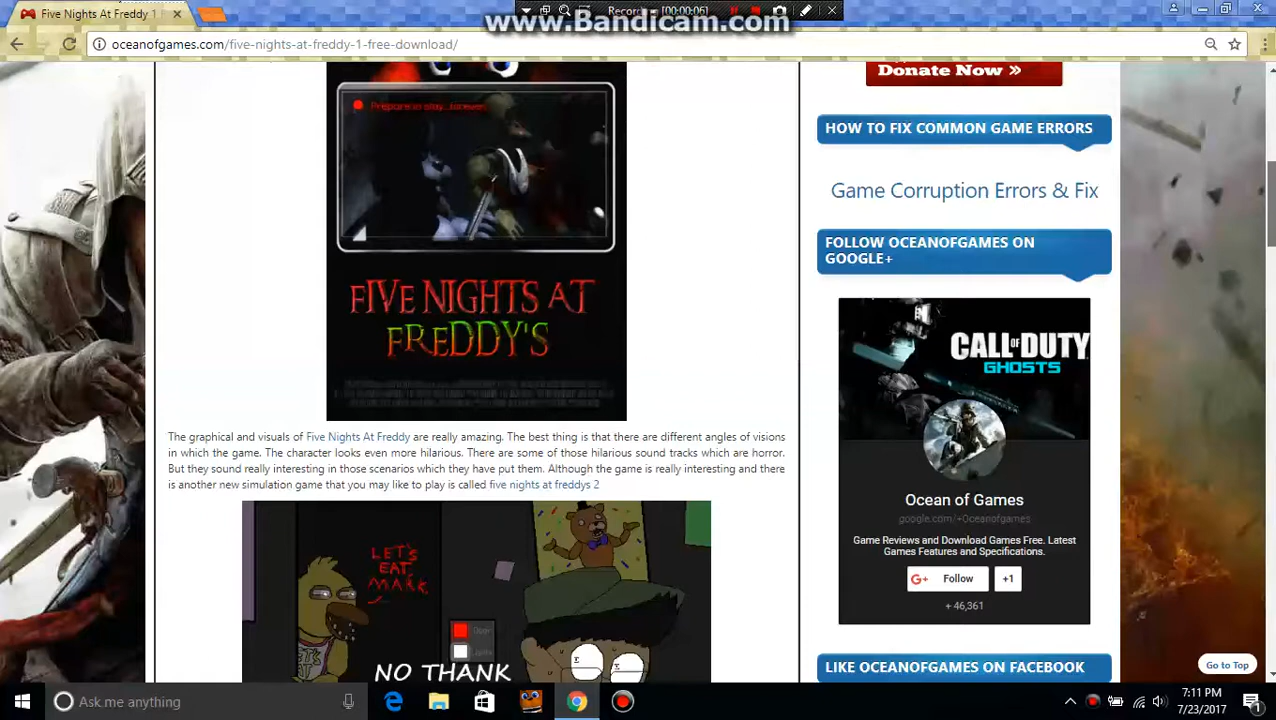 Five Nights At Freddy 1 F
Recording [00:00:06]
www.Bandicam.com
oceanofgames.com/five-nights-at-freddy-1-free-download/
Prepare to stay...forever.
FIVE NIGHTS AT
FREDDY'S
The graphical and visuals of Five Nights At Freddy are really amazing. The best thing is that there are different angles of visions
in which the game. The character looks even more hilarious. There are some of those hilarious sound tracks which are horror.
But they sound really interesting in those scenarios which they have put them. Although the game is really interesting and there
is another new simulation game that you may like to play is called five nights at freddys 2
LET'S
EAT
MARK
NO THANK
Donate Now »
HOW TO FIX COMMON GAME ERRORS
Game Corruption Errors & Fix
FOLLOW OCEANOFGAMES ON
GOOGLE+
CALL OF DUTY
GHOSTS
Ocean of Games
google.com/+Oceanofgames
Game Reviews and Download Games Free. Latest
Games Features and Specifications.
G+ Follow
+1
+ 46,361
LIKE OCEANOFGAMES ON FACEBOOK
Go to Top
Ask me anything
7:11 PM
7/23/2017